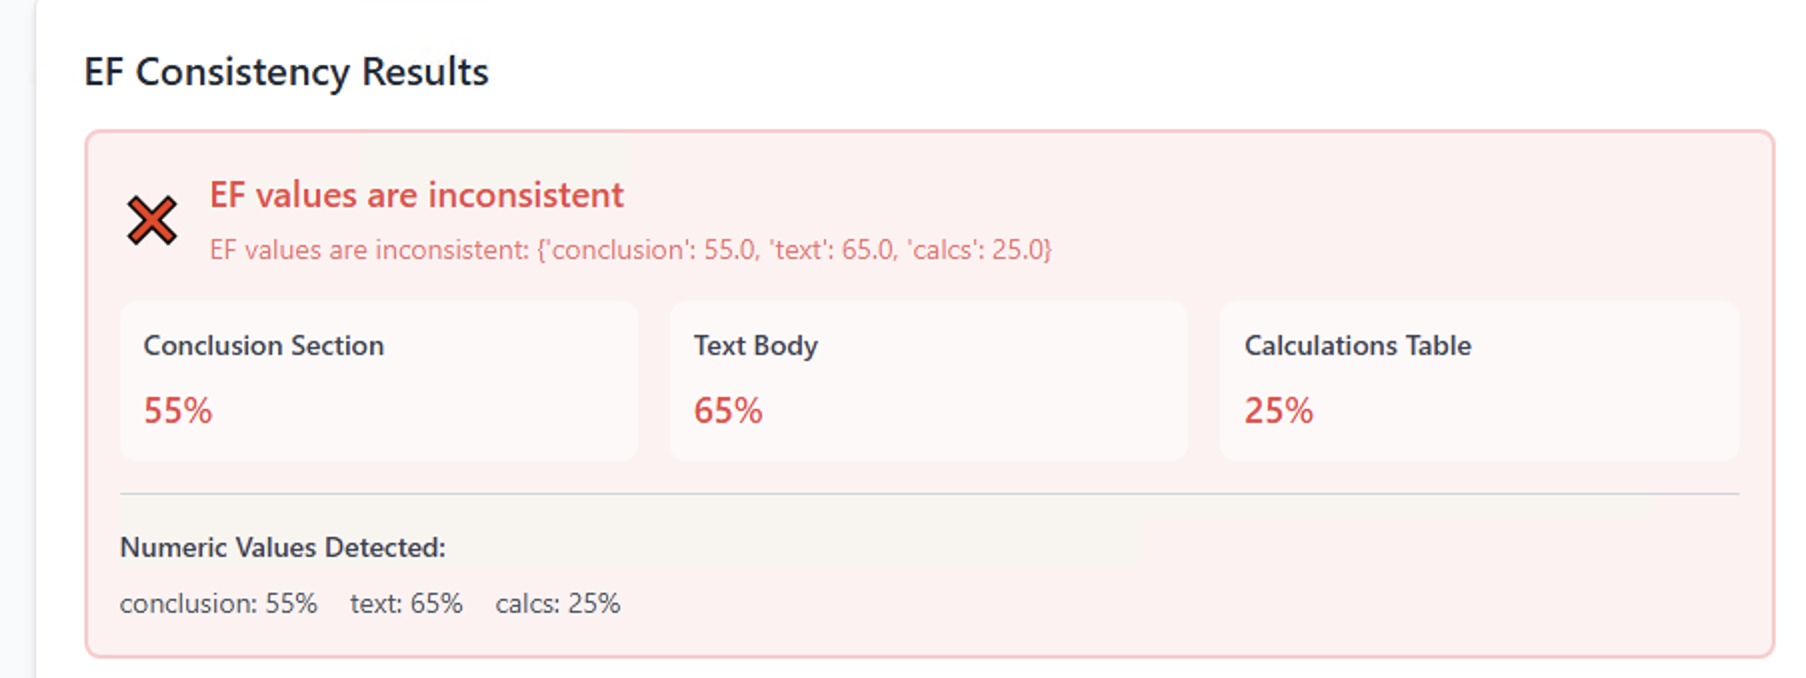 EF Consistency Results
EF values are inconsistent
EF values are inconsistent: {'conclusion': 55.0, 'text': 65.0, 'calcs': 25.0}
Conclusion Section
55%
Text Body
65%
Calculations Table
25%
Numeric Values Detected:
conclusion: 55% text: 65% calcs: 25%